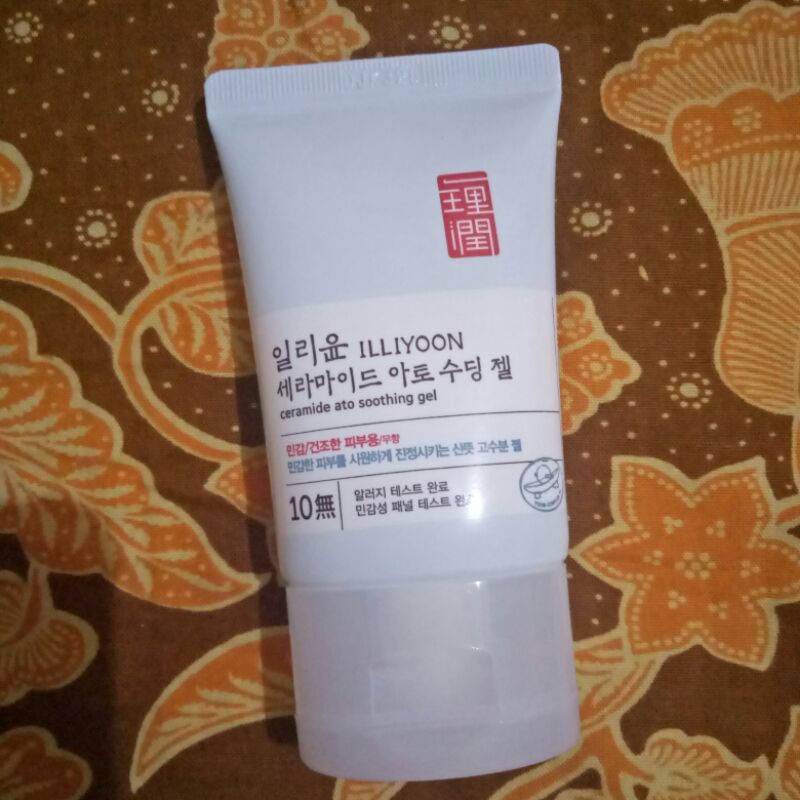 一理潤
일리윤 ILLIYOON
세라마이드 아토 수딩 젤
ceramide ato soothing gel
민감/건조한 피부용/무향
민감한 피부를 시원하게 진정시키는 산뜻 고수분 젤
10無
알러지 테스트 완료
민감성 패널 테스트 완료